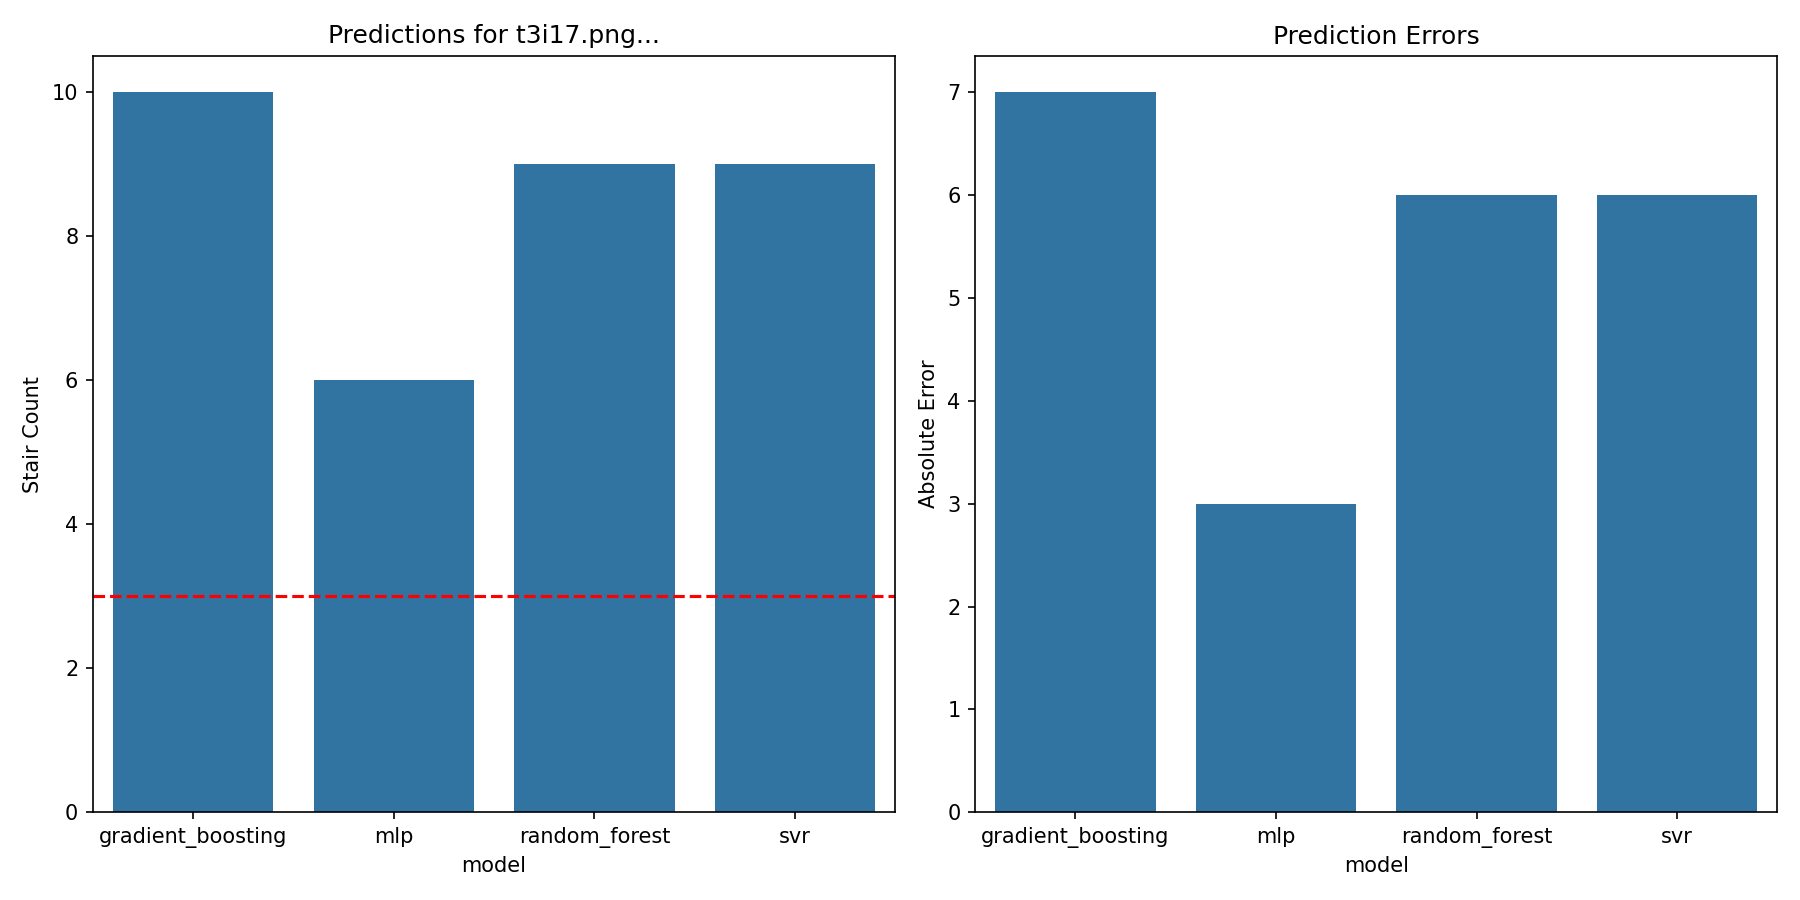 Predictions for t3i17.png...
Stair Count
10
8
6
4
2
0
gradient_boosting mlp random_forest svr
model
Prediction Errors
Absolute Error
7
6
5
4
3
2
1
0
gradient_boosting mlp random_forest svr
model